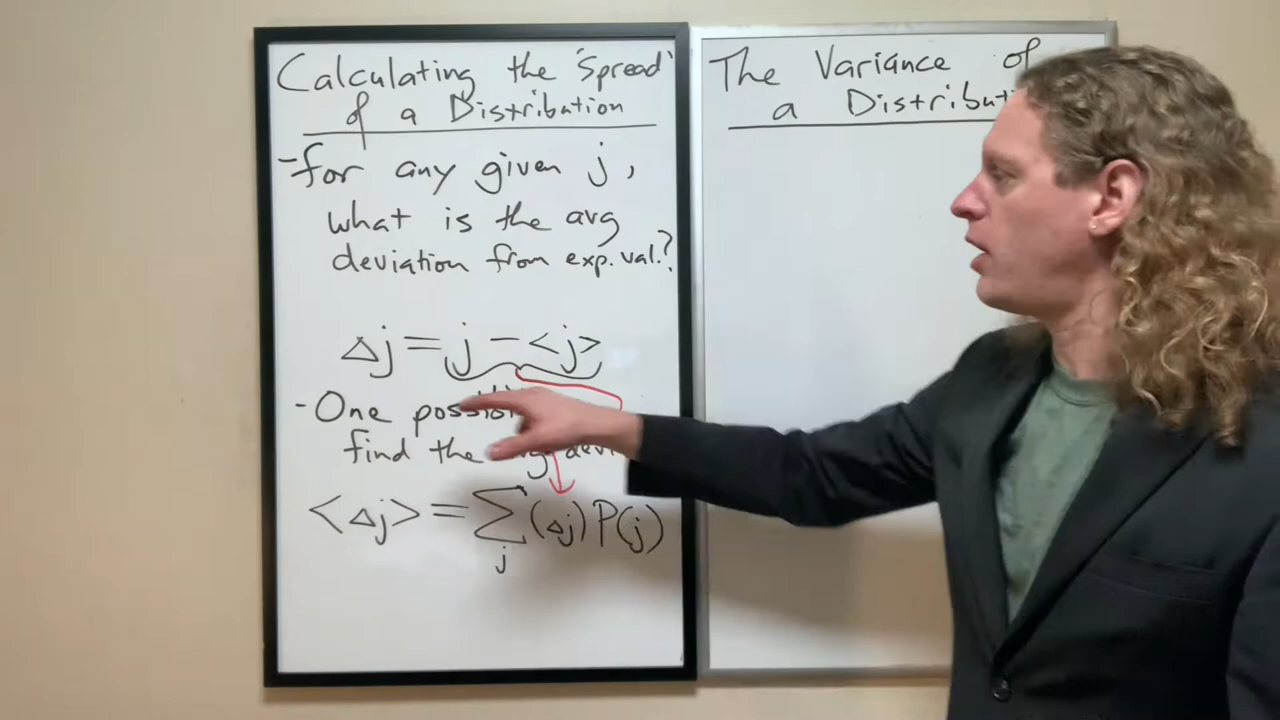 Calculating the 'Spread'
of a Distribution
-for any given j,
what is the avg
deviation from exp. val.?
Δj = j - <j>
- One
find the avg
<Δj> = Σ (Δj) P(j)
j
The Variance of
a